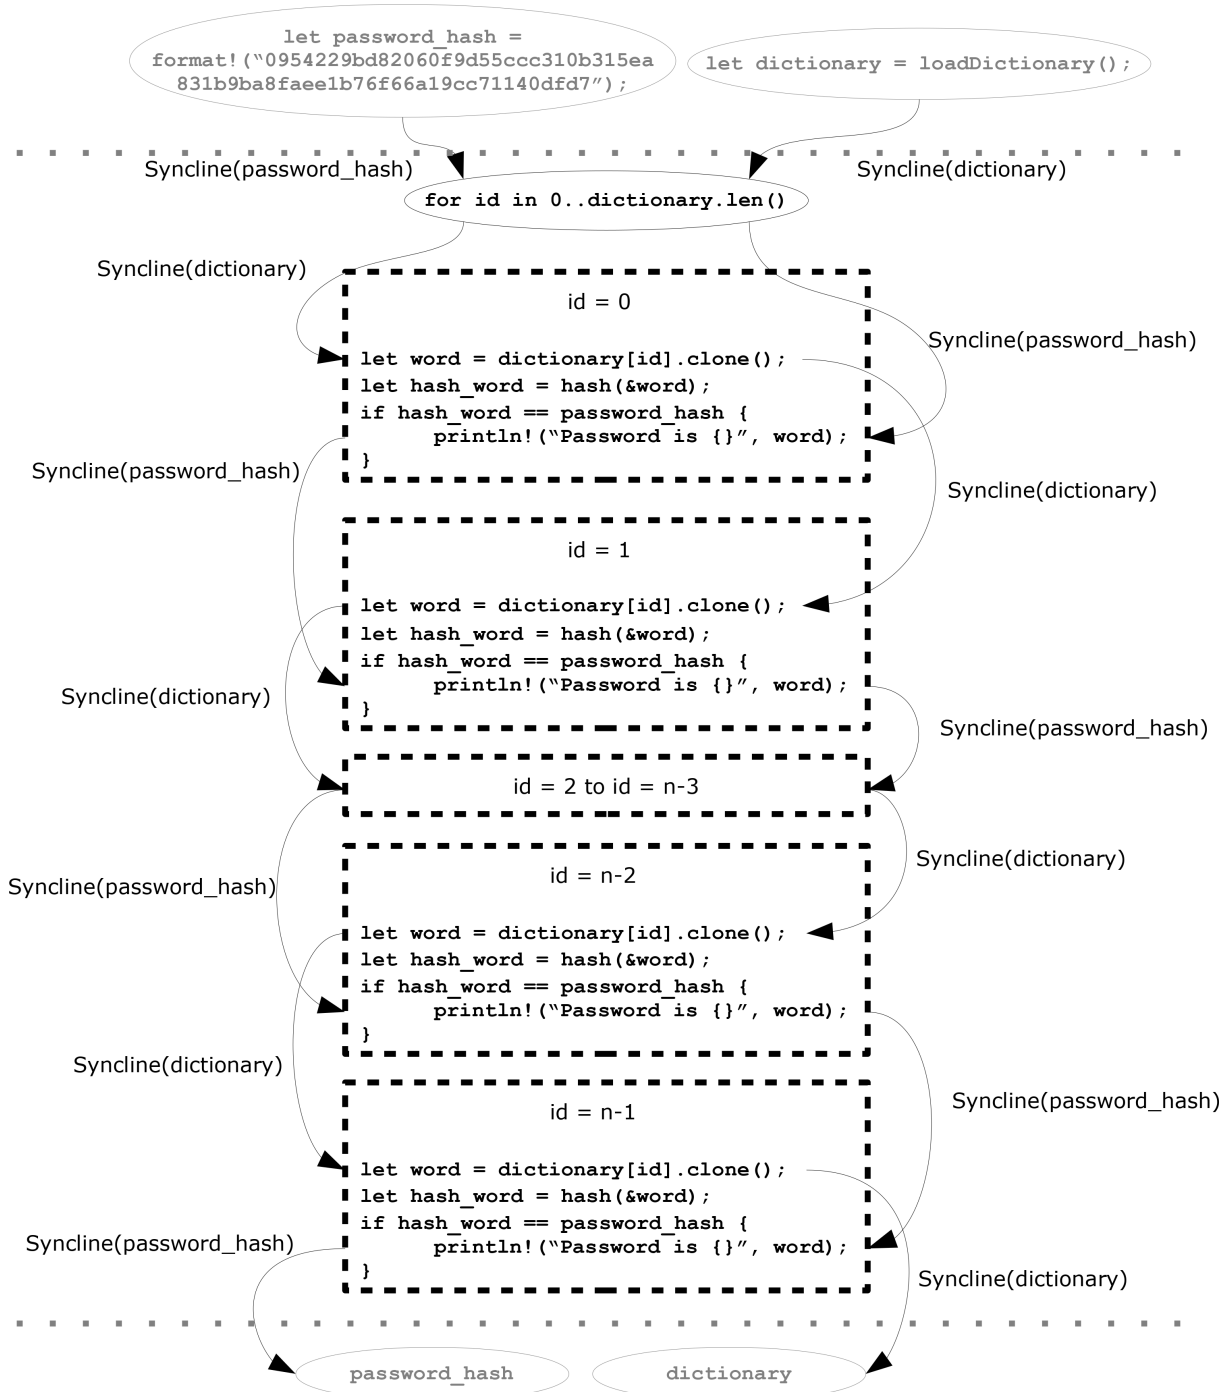 let password_hash =
format!(“0954229bd82060f9d55ccc310b315ea
831b9ba8faee1b76f66a19cc71140dfd7”);
let dictionary = loadDictionary();
Syncline(password_hash)
Syncline(dictionary)
for id in 0..dictionary.len()
Syncline(dictionary)
id = 0
Syncline(password_hash)
let word = dictionary[id].clone();
let hash_word = hash(&word);
if hash_word == password_hash {
println!(“Password is {}”, word);
}
Syncline(password_hash)
Syncline(dictionary)
id = 1
let word = dictionary[id].clone();
let hash_word = hash(&word);
if hash_word == password_hash {
println!(“Password is {}”, word);
}
Syncline(dictionary)
Syncline(password_hash)
id = 2 to id = n-3
Syncline(dictionary)
Syncline(password_hash)
id = n-2
let word = dictionary[id].clone();
let hash_word = hash(&word);
if hash_word == password_hash {
println!(“Password is {}”, word);
}
Syncline(dictionary)
Syncline(password_hash)
id = n-1
let word = dictionary[id].clone();
let hash_word = hash(&word);
if hash_word == password_hash {
println!(“Password is {}”, word);
}
Syncline(password_hash)
Syncline(dictionary)
password_hash
dictionary